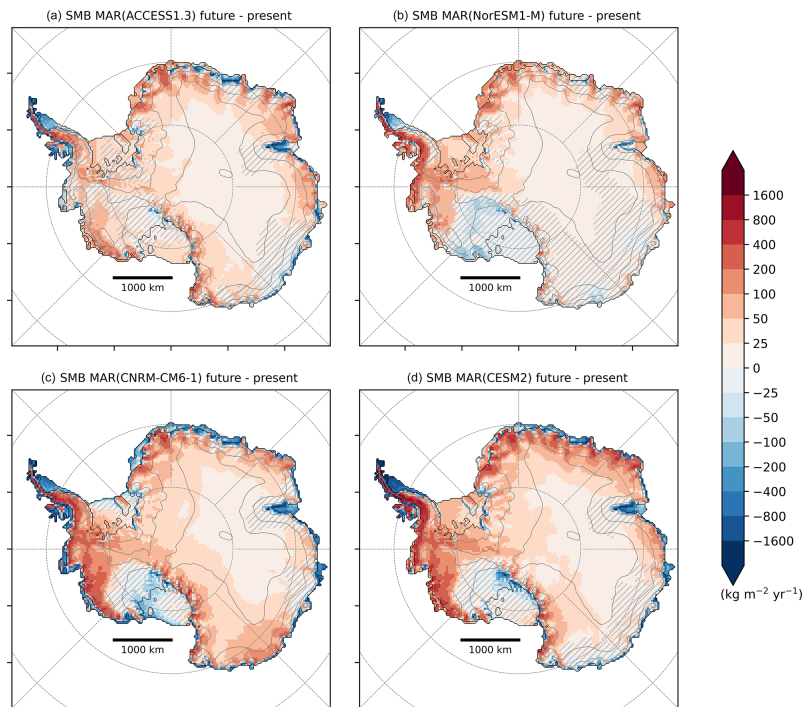 (a) SMB MAR(ACCESS1.3) future - present
(b) SMB MAR(NorESM1-M) future - present
1000 km
1000 km
(c) SMB MAR(CNRM-CM6-1) future - present
(d) SMB MAR(CESM2) future - present
1000 km
1000 km
1600
800
400
200
100
50
25
0
−25
−50
−100
−200
−400
−800
−1600
(kg m⁻² yr⁻¹)